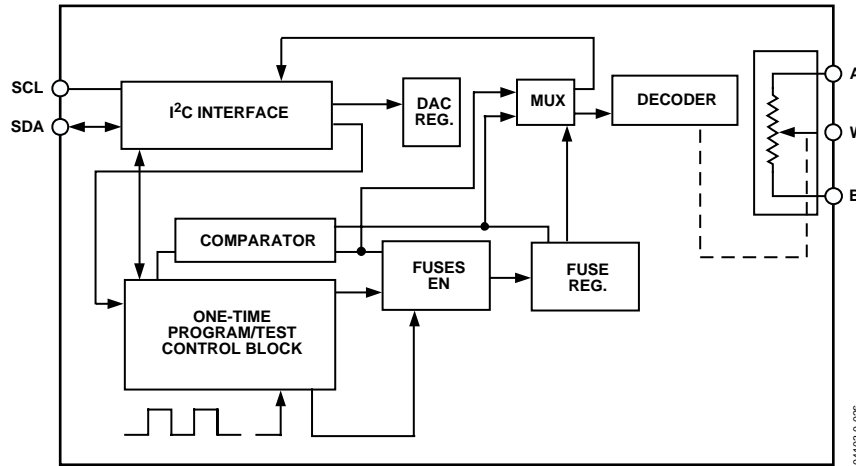 SCL
SDA
I²C INTERFACE
DAC
REG.
MUX
DECODER
A
W
B
COMPARATOR
FUSES
EN
FUSE
REG.
ONE-TIME
PROGRAM/TEST
CONTROL BLOCK